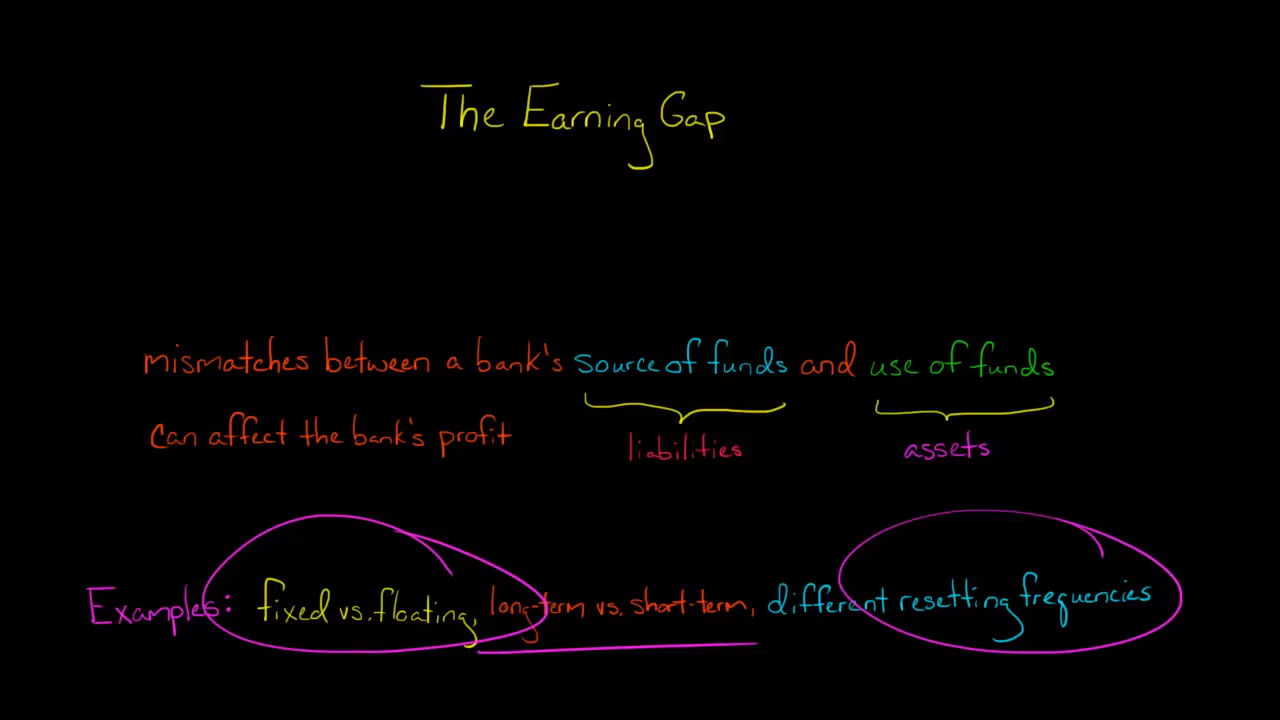 The Earning Gap
mismatches between a bank's source of funds and use of funds
can affect the bank's profit
liabilities
assets
Examples: fixed vs. floating, long-term vs. short-term, different resetting frequencies